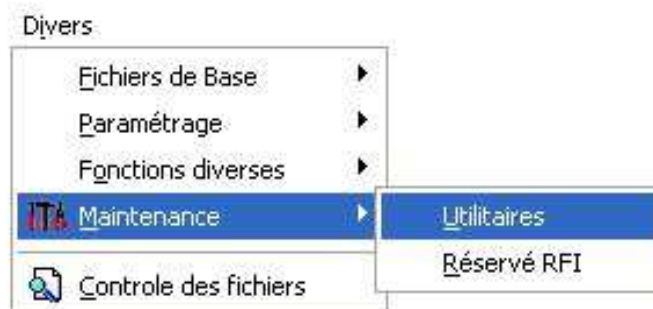 Divers
Fichiers de Base
Paramétrage
Fonctions diverses
Maintenance
Utilitaires
Réservé RFI
Controle des fichiers